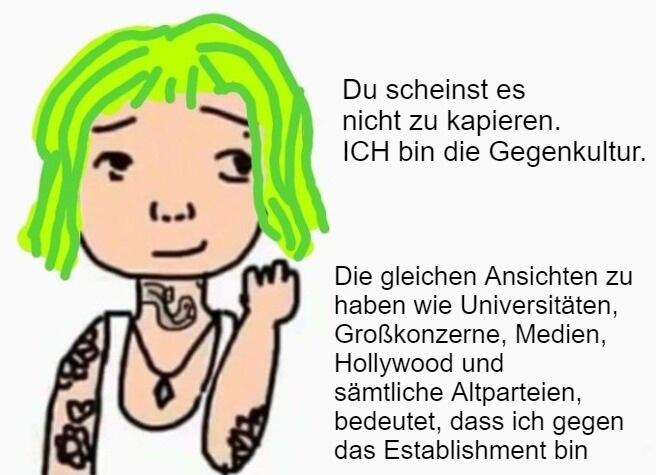 Du scheinst es
nicht zu kapieren.
ICH bin die Gegenkultur.
Die gleichen Ansichten zu
haben wie Universitäten,
Großkonzerne, Medien,
Hollywood und
sämtliche Altparteien,
bedeutet, dass ich gegen
das Establishment bin